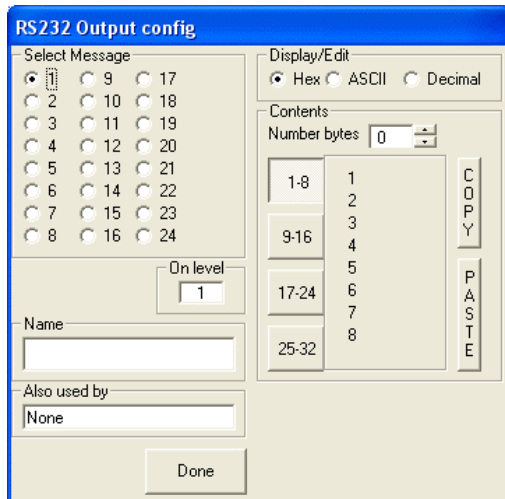 RS232 Output config
Select Message
1 9 17
2 10 18
3 11 19
4 12 20
5 13 21
6 14 22
7 15 23
8 16 24
On level
1
Name
Also used by
None
Done
Display/Edit
Hex ASCII Decimal
Contents
Number bytes 0
1-8
9-16
17-24
25-32
1
2
3
4
5
6
7
8
COPY
PASTE